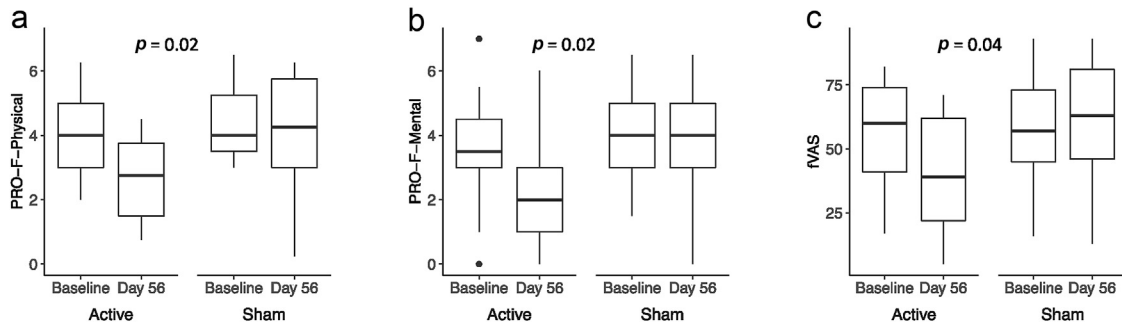 a
p = 0.02
PRO-F-Physical
6
4
2
0
Baseline Day 56 Baseline Day 56
Active Sham
b
p = 0.02
PRO-F-Mental
6
4
2
0
Baseline Day 56 Baseline Day 56
Active Sham
c
p = 0.04
fVAS
75
50
25
Baseline Day 56 Baseline Day 56
Active Sham